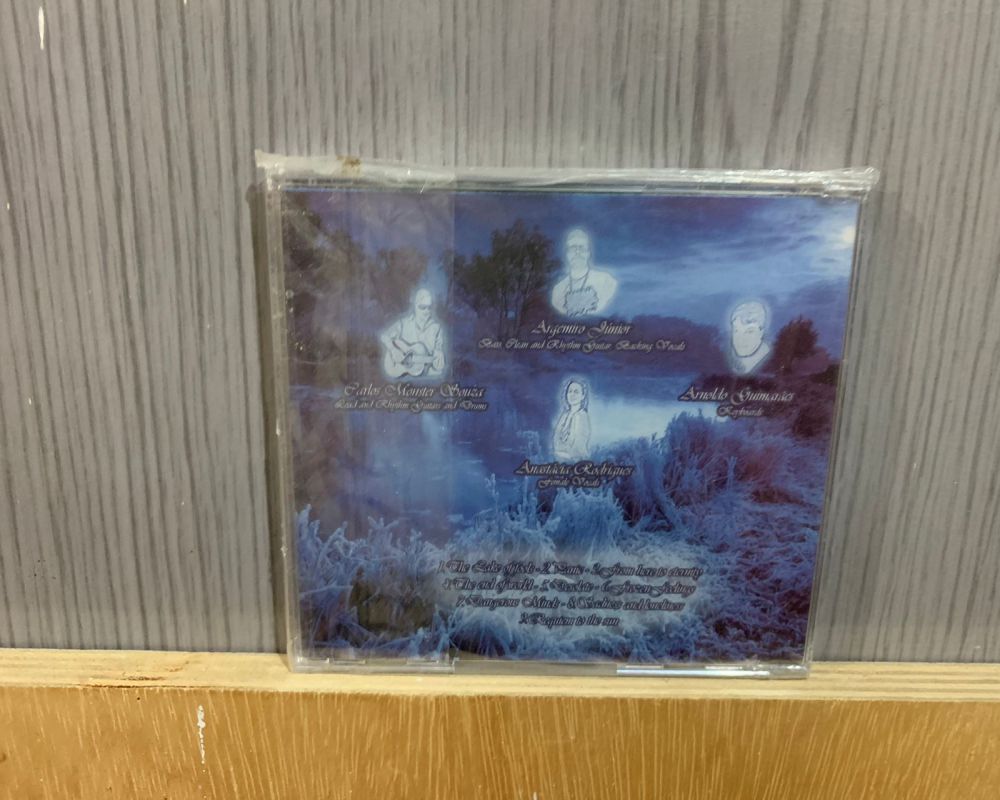 Argemiro Júnior
Bass, Clean and Rhythm Guitar, Backing Vocals
Carlos Monster Souza
Lead and Rhythm Guitars and Drums
Arnoldo Guimarães
Keyboards
Anastácia Rodrigues
Female Vocals
1. The Lake of - 2. - 3. From here to eternity
4. The end of world - 5. Desolate - 6. Frozen feelings
7. Dangerous Minds - 8. Sadness and loneliness
9. Requiem to the sun